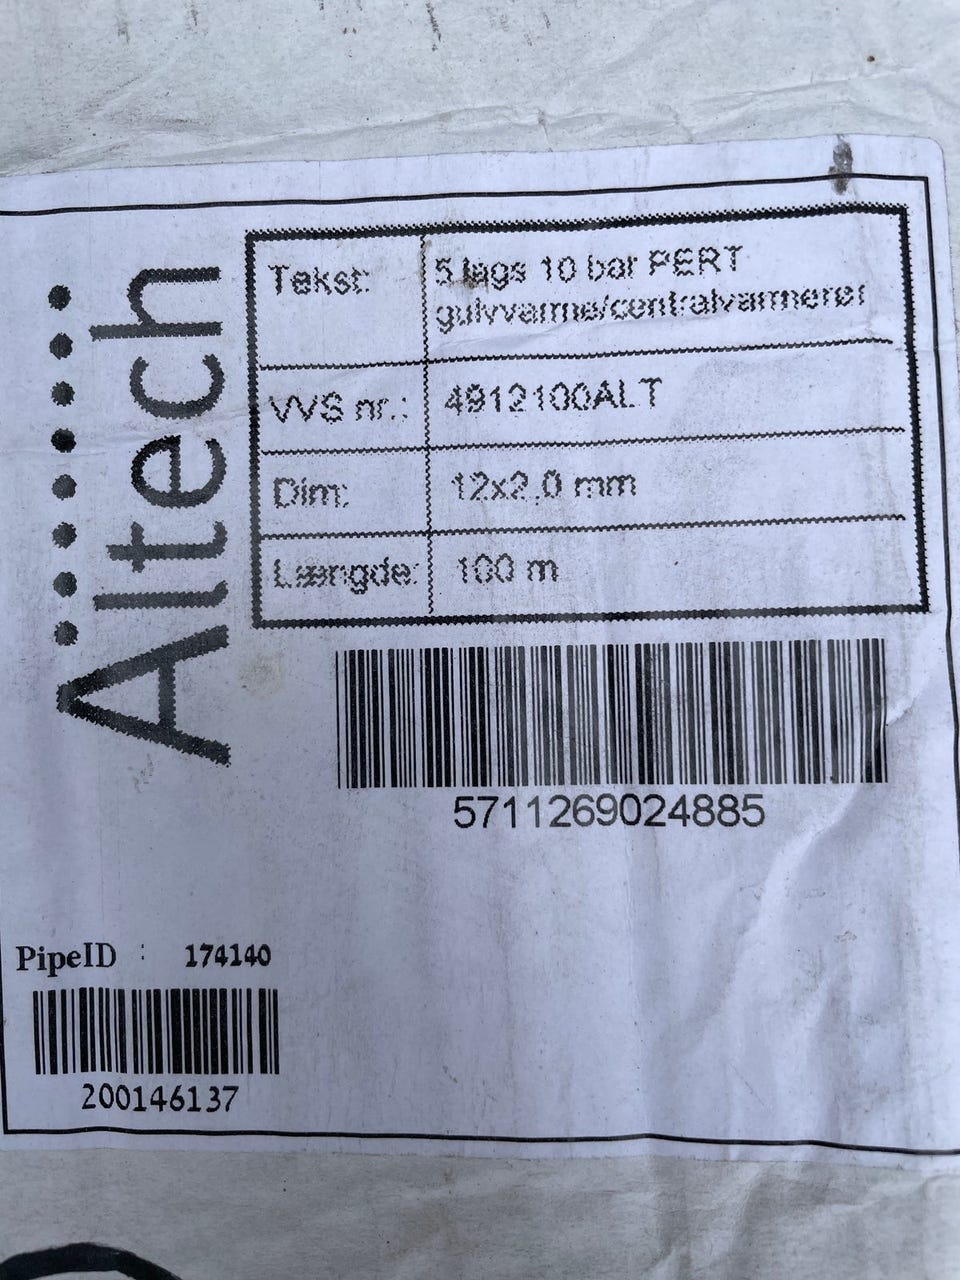 Altech
Tekst: 5 lags 10 bar PERT
gulvvarme/centralvarmerør
VVS nr.: 4912100ALT
Dim: 12x2,0 mm
Længde: 100 m
5711269024885
PipeID : 174140
200146137